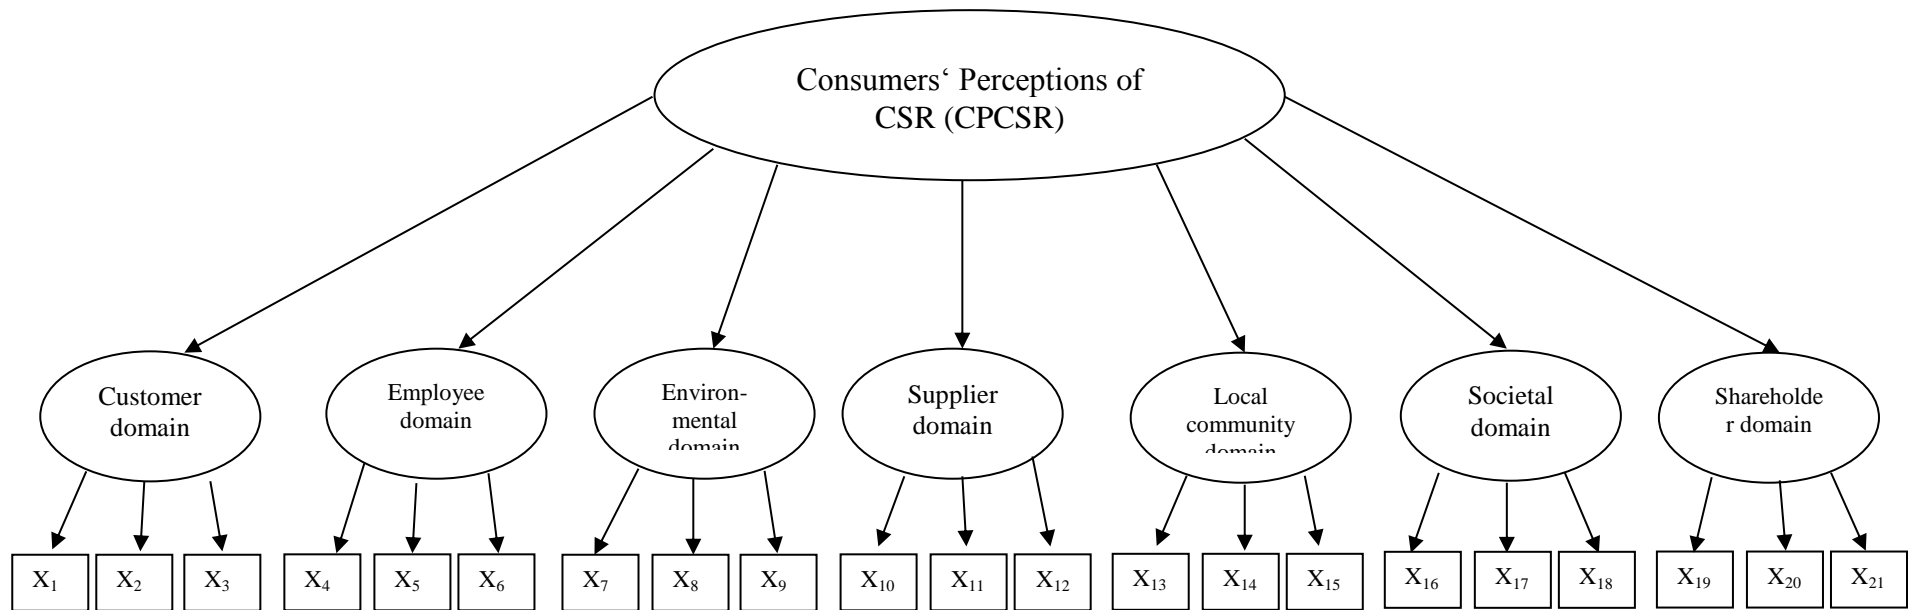 Consumers‘ Perceptions of
CSR (CPCSR)
Customer
domain
Employee
domain
Environ-
mental
domain
Supplier
domain
Local
community
domain
Societal
domain
Shareholde
r domain
X₁
X₂
X₃
X₄
X₅
X₆
X₇
X₈
X₉
X₁₀
X₁₁
X₁₂
X₁₃
X₁₄
X₁₅
X₁₆
X₁₇
X₁₈
X₁₉
X₂₀
X₂₁